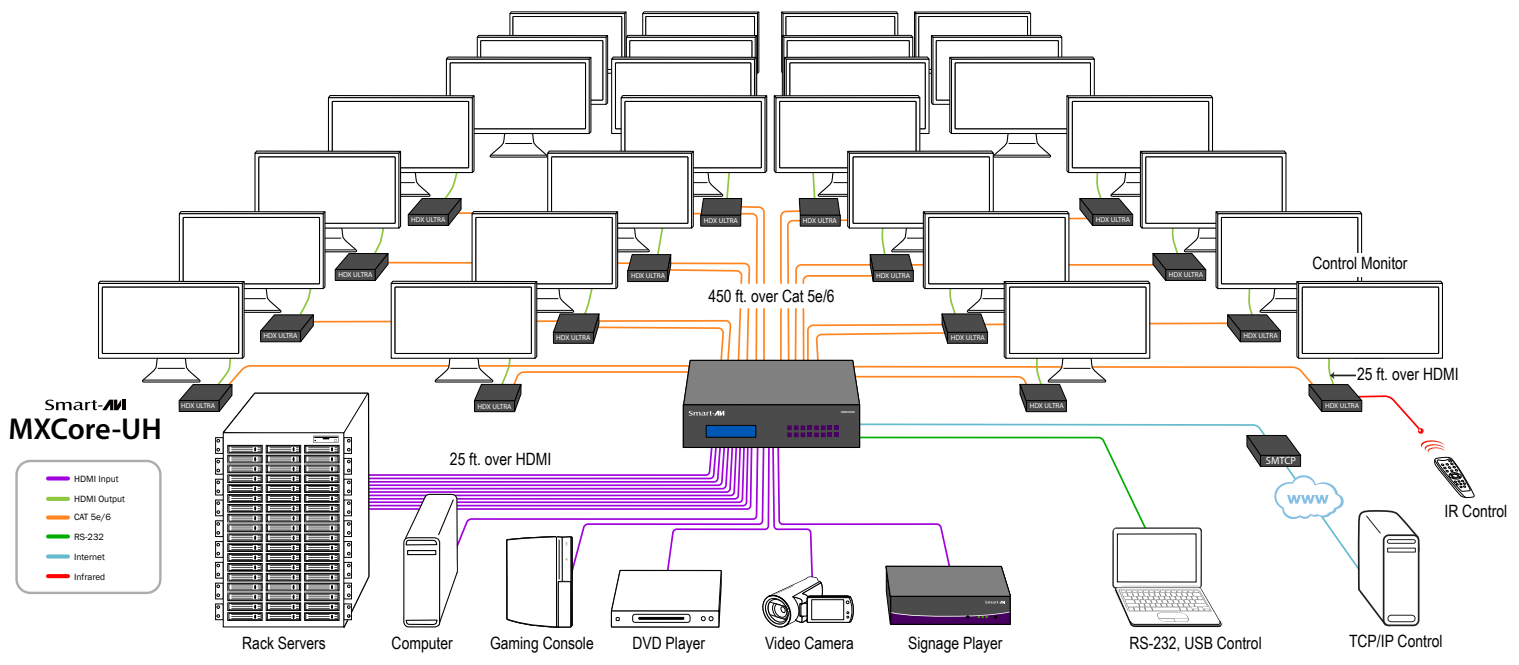 HDX ULTRA
HDX ULTRA
HDX ULTRA
HDX ULTRA
HDX ULTRA
HDX ULTRA
HDX ULTRA
HDX ULTRA
Control Monitor
450 ft. over Cat 5e/6
HDX ULTRA
HDX ULTRA
HDX ULTRA
HDX ULTRA
25 ft. over HDMI
HDX ULTRA
HDX ULTRA
HDX ULTRA
HDX ULTRA
Smart-AVI
MXCore-UH
Smart-AVI
25 ft. over HDMI
SMTCP
www
IR Control
HDMI Input
HDMI Output
CAT 5e/6
RS-232
Internet
Infrared
Smart-AVI
Rack Servers
Computer
Gaming Console
DVD Player
Video Camera
Signage Player
RS-232, USB Control
TCP/IP Control